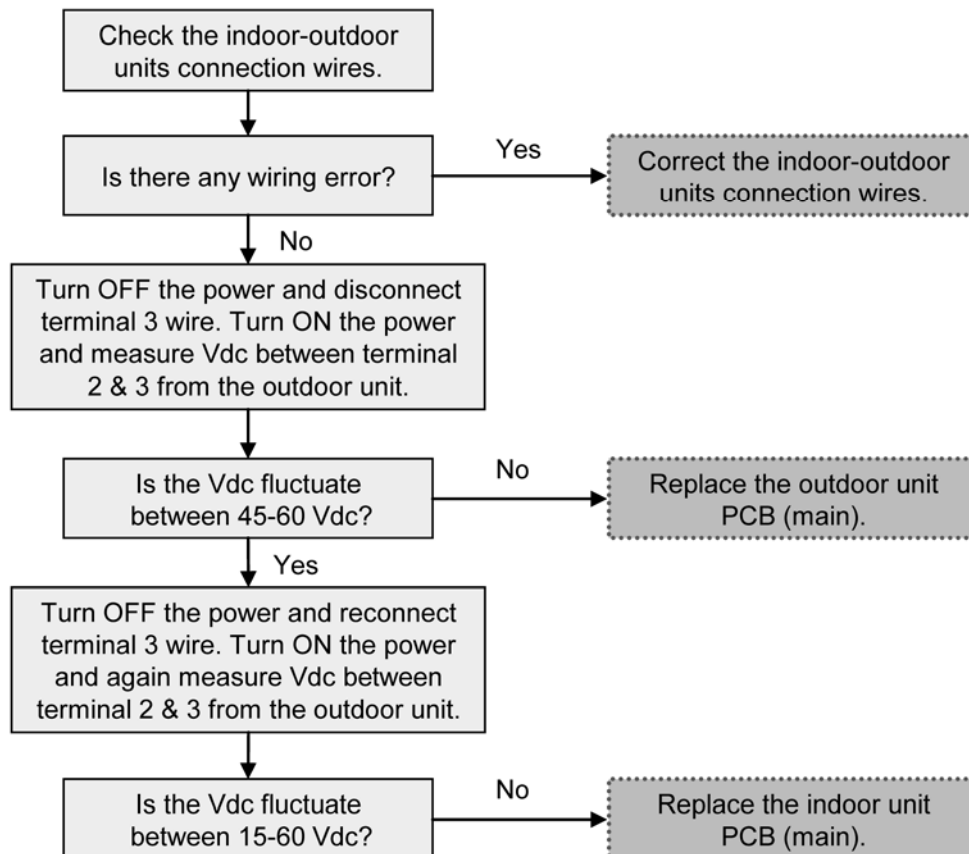 Check the indoor-outdoor
units connection wires.
Is there any wiring error?
Yes
Correct the indoor-outdoor
units connection wires.
No
Turn OFF the power and disconnect
terminal 3 wire. Turn ON the power
and measure Vdc between terminal
2 & 3 from the outdoor unit.
Is the Vdc fluctuate
between 45-60 Vdc?
No
Replace the outdoor unit
PCB (main).
Yes
Turn OFF the power and reconnect
terminal 3 wire. Turn ON the power
and again measure Vdc between
terminal 2 & 3 from the outdoor unit.
Is the Vdc fluctuate
between 15-60 Vdc?
No
Replace the indoor unit
PCB (main).